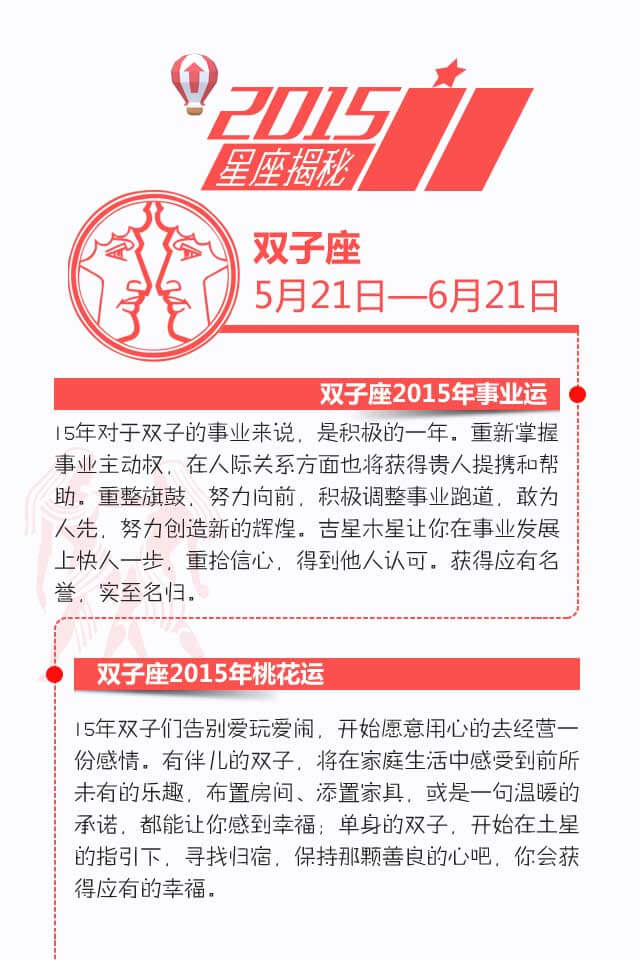 2015
星座揭秘
双子座
5月21日—6月21日
双子座2015年事业运
15年对于双子的事业来说，是积极的一年。重新掌握
事业主动权，在人际关系方面也将获得贵人提携和帮
助。重整旗鼓，努力向前，积极调整事业跑道，敢为
人先，努力创造新的辉煌。吉星木星让你在事业发展
上快人一步，重拾信心，得到他人认可。获得应有名
誉，实至名归。
双子座2015年桃花运
15年双子们告别爱玩爱闹，开始愿意用心的去经营一
份感情。有伴儿的双子，将在家庭生活中感受到前所
未有的乐趣，布置房间、添置家具，或是一句温暖的
承诺，都能让你感到幸福；单身的双子，开始在土星
的指引下，寻找归宿，保持那颗善良的心吧，你会获
得应有的幸福。